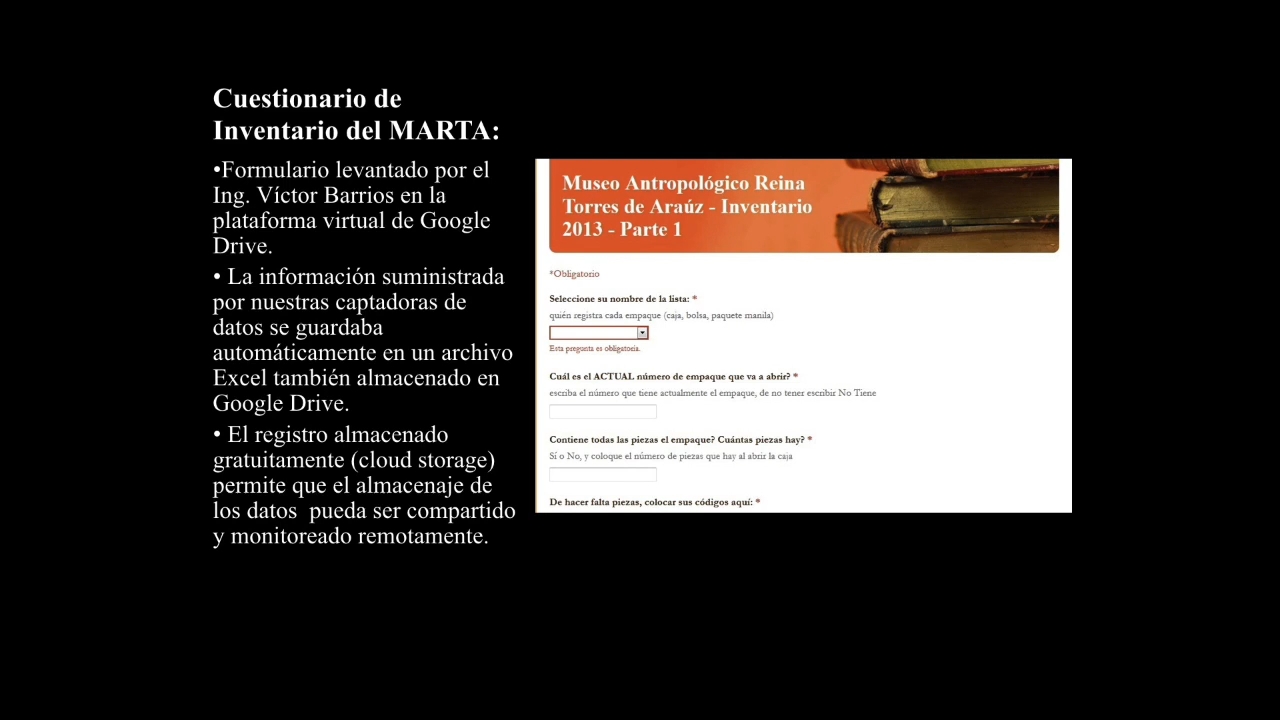 Cuestionario de
Inventario del MARTA:
•Formulario levantado por el
Ing. Víctor Barrios en la
plataforma virtual de Google
Drive.
• La información suministrada
por nuestras captadoras de
datos se guardaba
automáticamente en un archivo
Excel también almacenado en
Google Drive.
• El registro almacenado
gratuitamente (cloud storage)
permite que el almacenaje de
los datos  pueda ser compartido
y monitoreado remotamente.
Museo Antropológico Reina
Torres de Araúz - Inventario
2013 - Parte 1
*Obligatorio
Seleccione su nombre de la lista: *
quién registra cada empaque (caja, bolsa, paquete manila)
Esta pregunta es obligatoria.
Cuál es el ACTUAL número de empaque que va a abrir? *
escriba el número que tiene actualmente el empaque, de no tener escribir No Tiene
Contiene todas las piezas el empaque? Cuántas piezas hay? *
Sí o No, y coloque el número de piezas que hay al abrir la caja
De hacer falta piezas, colocar sus códigos aquí: *